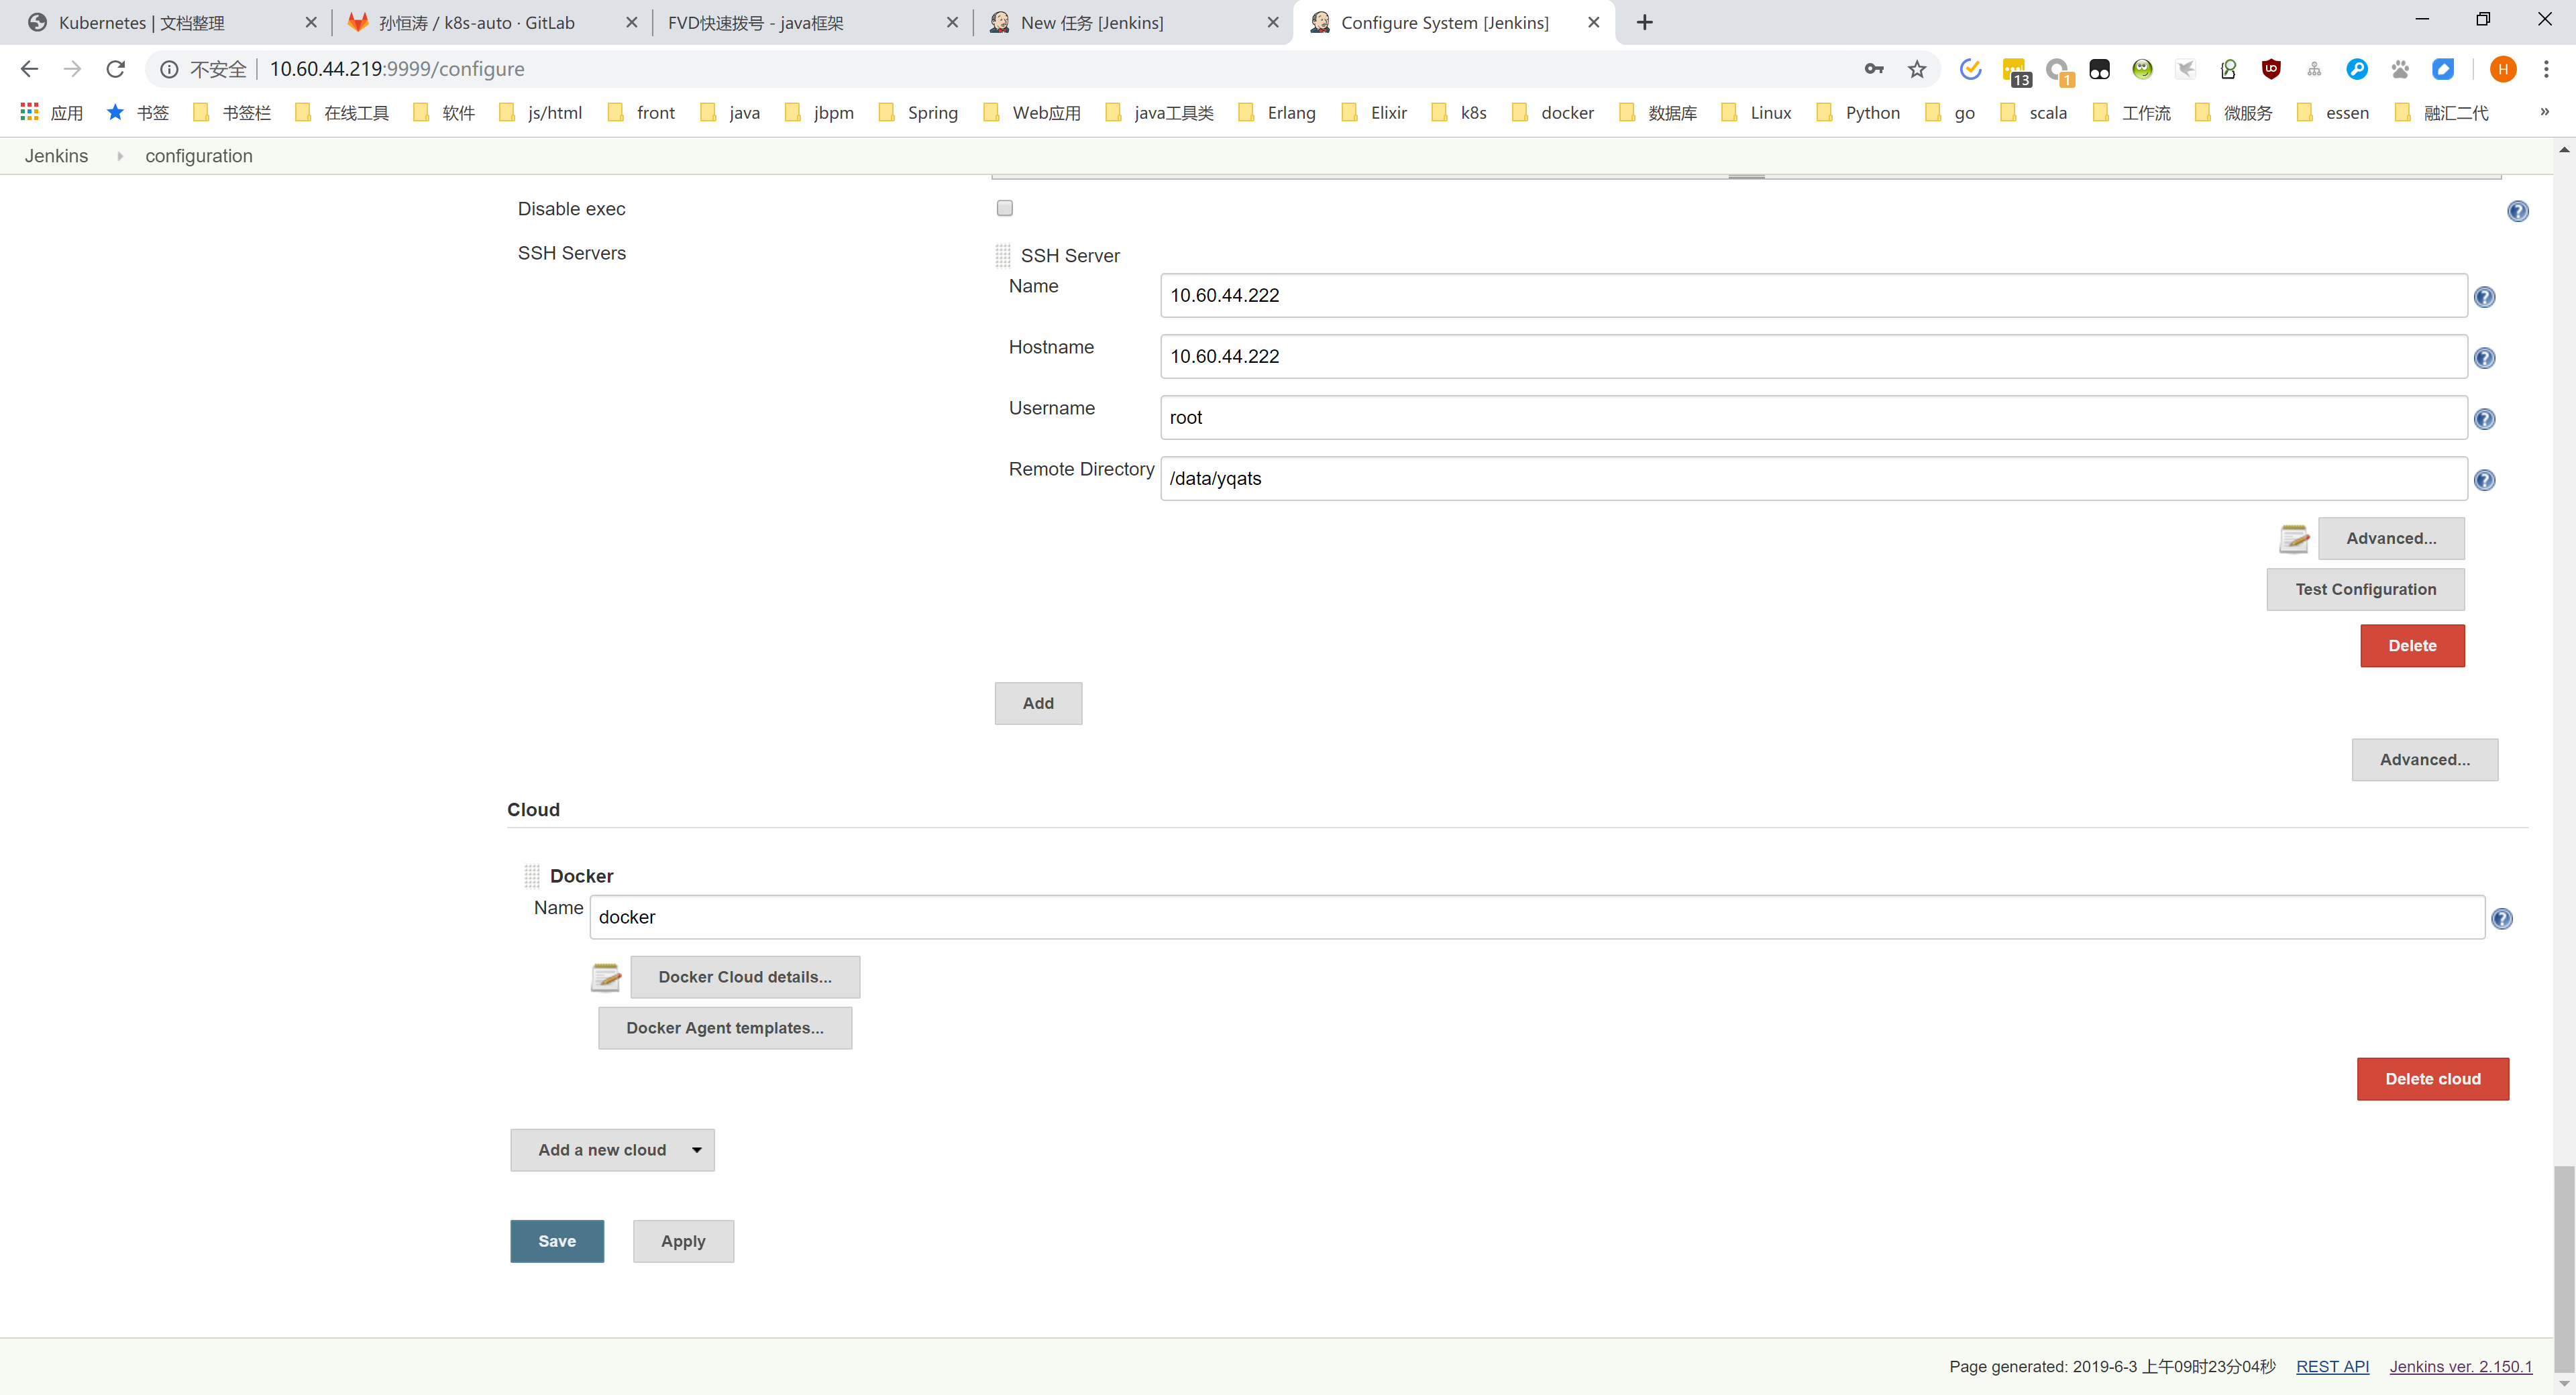 Kubernetes | 文档整理
孙恒涛 / k8s-auto · GitLab
FVD快速拨号 - java框架
New 任务 [Jenkins]
Configure System [Jenkins]
不安全 | 10.60.44.219:9999/configure
13
1
H
应用 书签 书签栏 在线工具 软件 js/html front java jbpm Spring Web应用 java工具类 Erlang Elixir k8s docker 数据库 Linux Python go scala 工作流 微服务 essen 融汇二代 »
Jenkins configuration
Disable exec
SSH Servers
SSH Server
Name 10.60.44.222
Hostname 10.60.44.222
Username root
Remote Directory /data/yqats
Advanced...
Test Configuration
Delete
Add
Advanced...
Cloud
Docker
Name docker
Docker Cloud details...
Docker Agent templates...
Delete cloud
Add a new cloud
Save Apply
Page generated: 2019-6-3 上午09时23分04秒 REST API Jenkins ver. 2.150.1